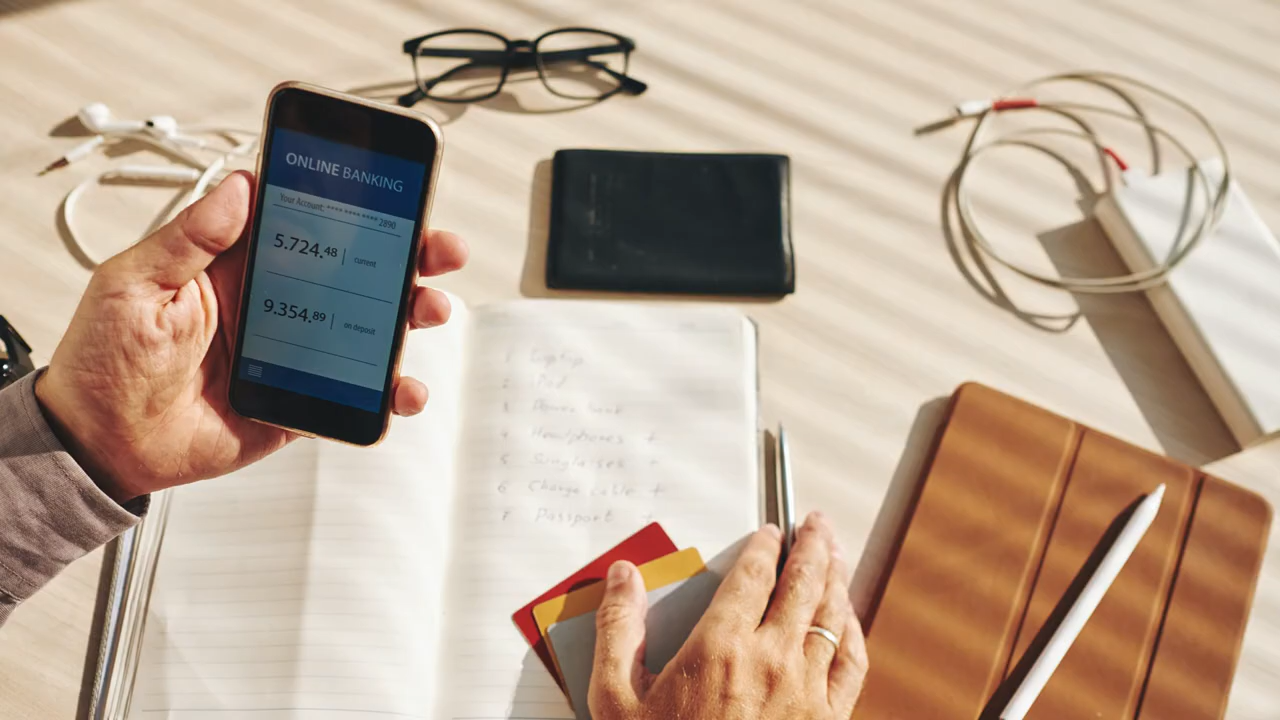 ONLINE BANKING
Your Account: **** **** **** 2890
5.724.48 | current
9.354.89 | on deposit
1 Laptop
2 iPad
3 Power bank
4 Headphones +
5 Sunglasses +
6 Charge cable +
7 Passport +